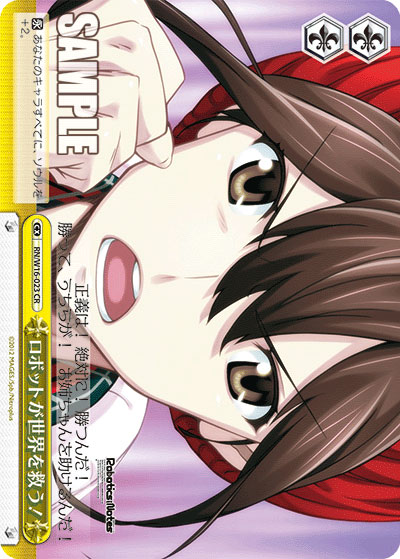 SAMPLE
永 あなたのキャラすべてに、ソウルを
+2。
正義は! 絶対に! 勝つんだ!
勝って、うちらが! お姉ちゃんを助けるんだ!
Robotics;Notes
CX
RN/W16-023 CR
ロボットが世界を救う!
©2012 MAGES./5pb./Nitroplus